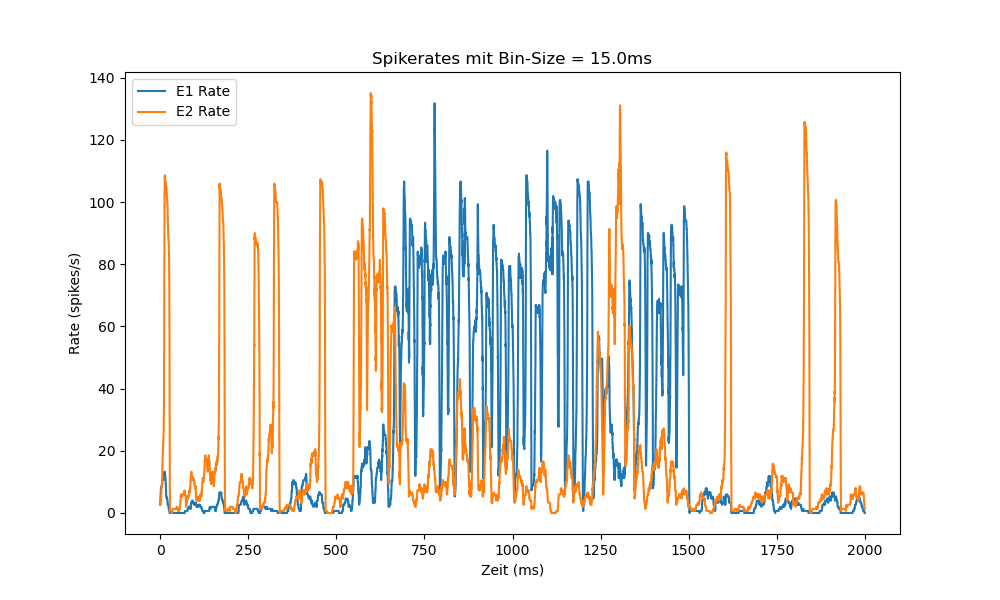 Spikerates mit Bin-Size = 15.0ms
E1 Rate
E2 Rate
Rate (spikes/s)
140
120
100
80
60
40
20
0
0 250 500 750 1000 1250 1500 1750 2000
Zeit (ms)